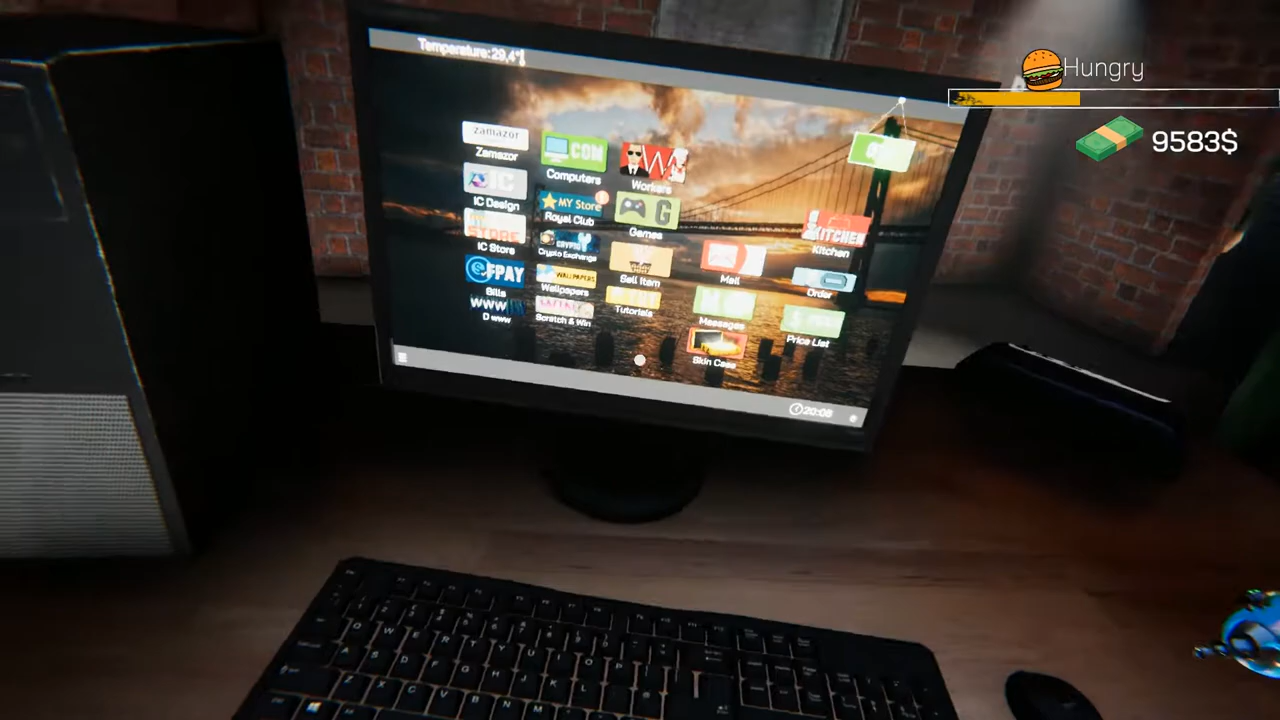 Temperature: 29,4°
Hungry
9583$
zamazor
Zamazor
COM
Computers
Workers
IC
IC Design
MY Store
Royal Club
G
Games
STORE
IC Store
CRYPTO
Crypto Exchange
Sell Item
Mail
KITCHEN
Kitchen
PAY
Bills
WALLPAPERS
Wallpapers
Tutorials
Messages
Order
Price List
WWW
D www
Scratch & Win
Skin Case
20:08